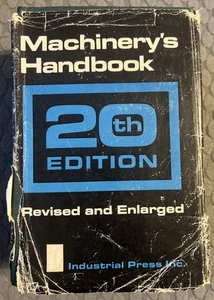 Machinery's
Handbook
20th
EDITION
Revised and Enlarged
Industrial Press Inc.